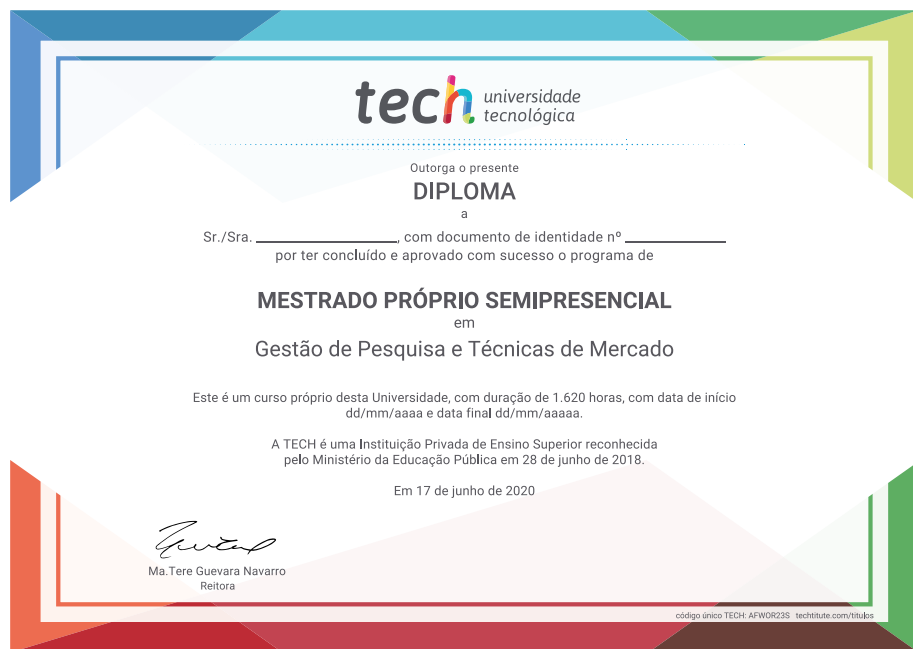 tech universidade
tecnológica
Outorga o presente
DIPLOMA
a
Sr./Sra. ____________, com documento de identidade nº ____________
por ter concluído e aprovado com sucesso o programa de
MESTRADO PRÓPRIO SEMIPRESENCIAL
em
Gestão de Pesquisa e Técnicas de Mercado
Este é um curso próprio desta Universidade, com duração de 1.620 horas, com data de início
dd/mm/aaaa e data final dd/mm/aaaaa.
A TECH é uma Instituição Privada de Ensino Superior reconhecida
pelo Ministério da Educação Pública em 28 de junho de 2018.
Em 17 de junho de 2020
Ma.Tere Guevara Navarro
Reitora
código único TECH: AFWOR23S techtitute.com/titulos